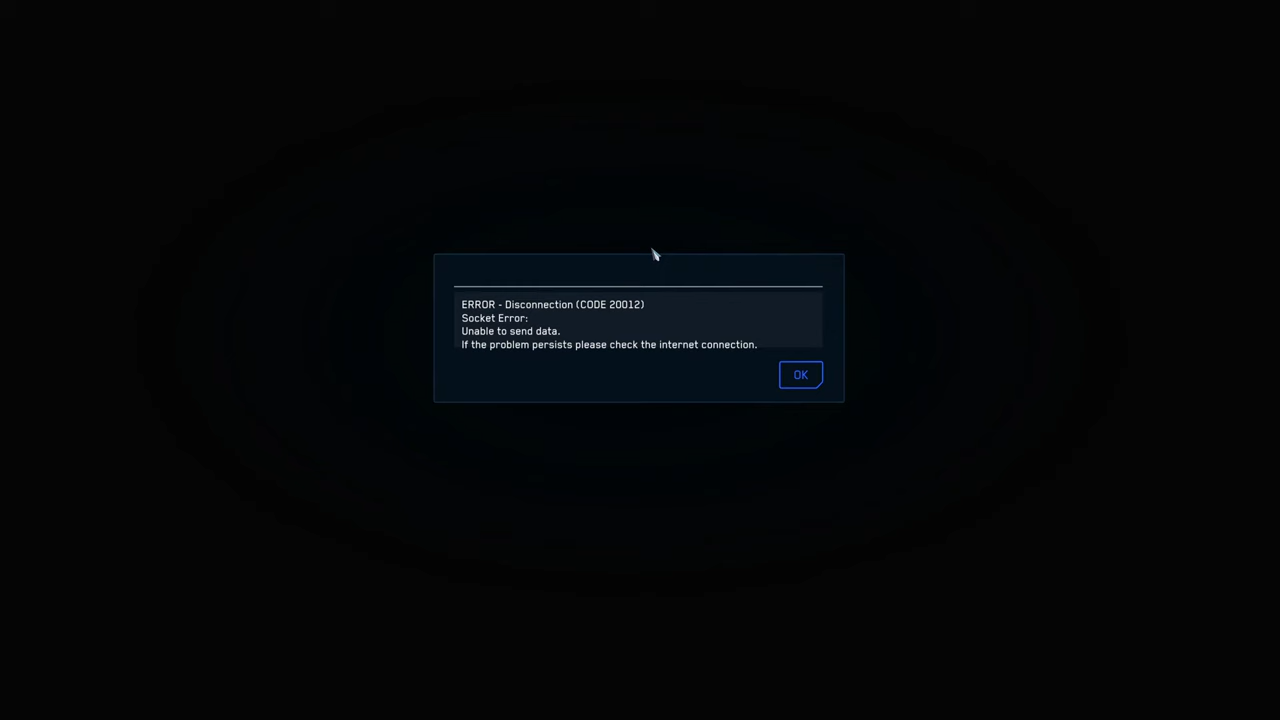 ERROR - Disconnection (CODE 20012)
Socket Error:
Unable to send data.
If the problem persists please check the internet connection.
OK